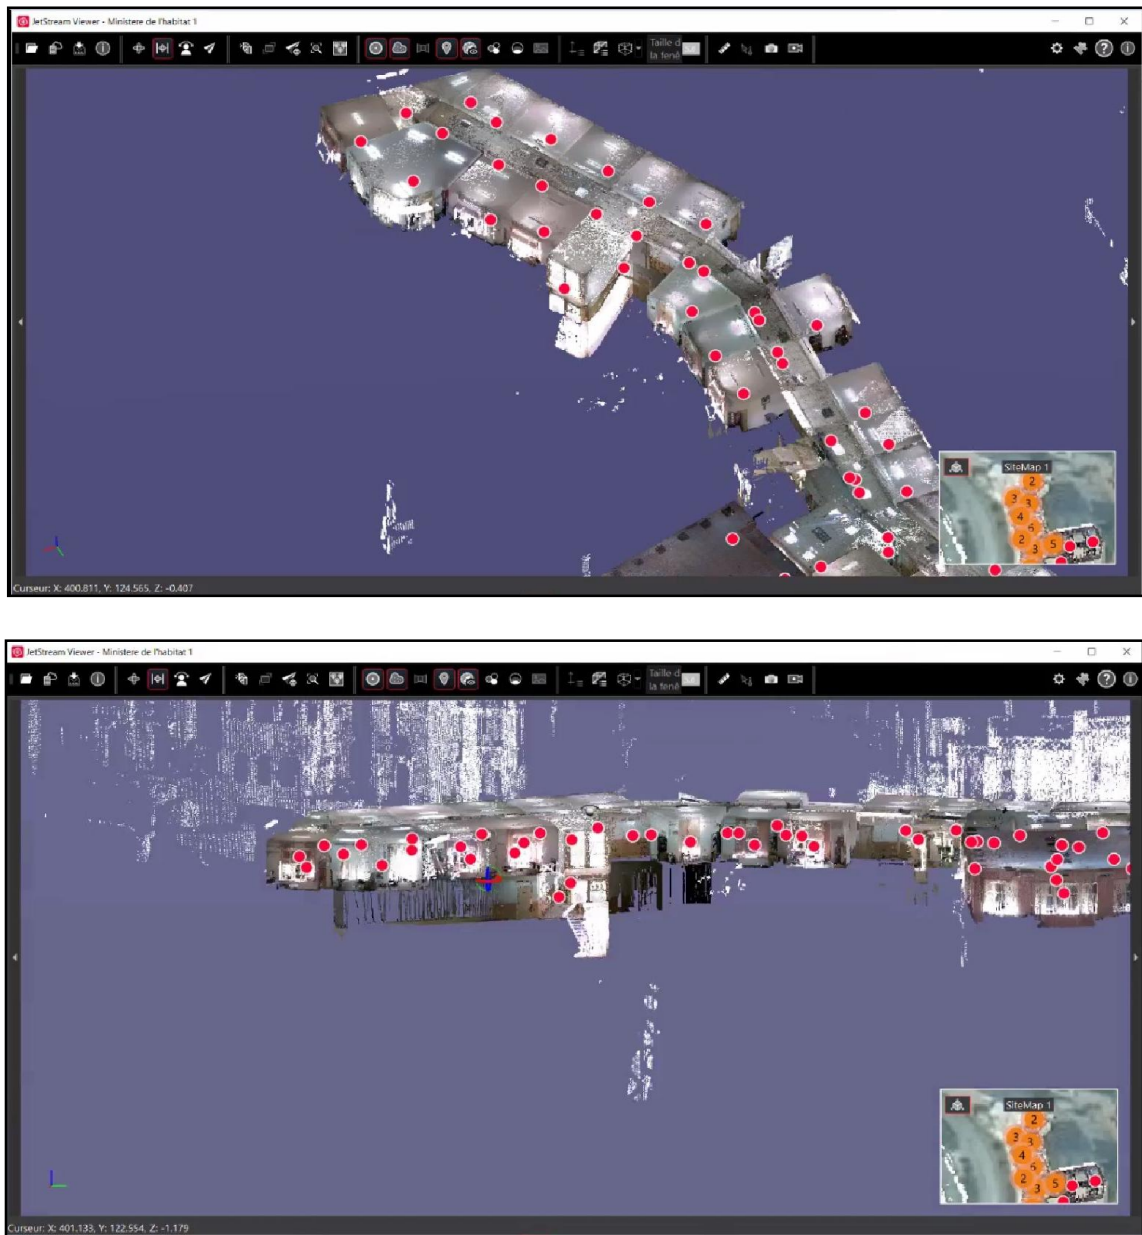 JetStream Viewer - Ministere de l'habitat 1
Taille d
la fenê
SiteMap 1
2
3 3
4
6
2 5
3
Curseur: X: 400.811, Y: 124.565, Z: -0.407
JetStream Viewer - Ministere de l'habitat 1
Taille d
la fenê
SiteMap 1
2
3 3
4
6
2 5
3
Curseur: X: 401.133, Y: 122.554, Z: -1.179